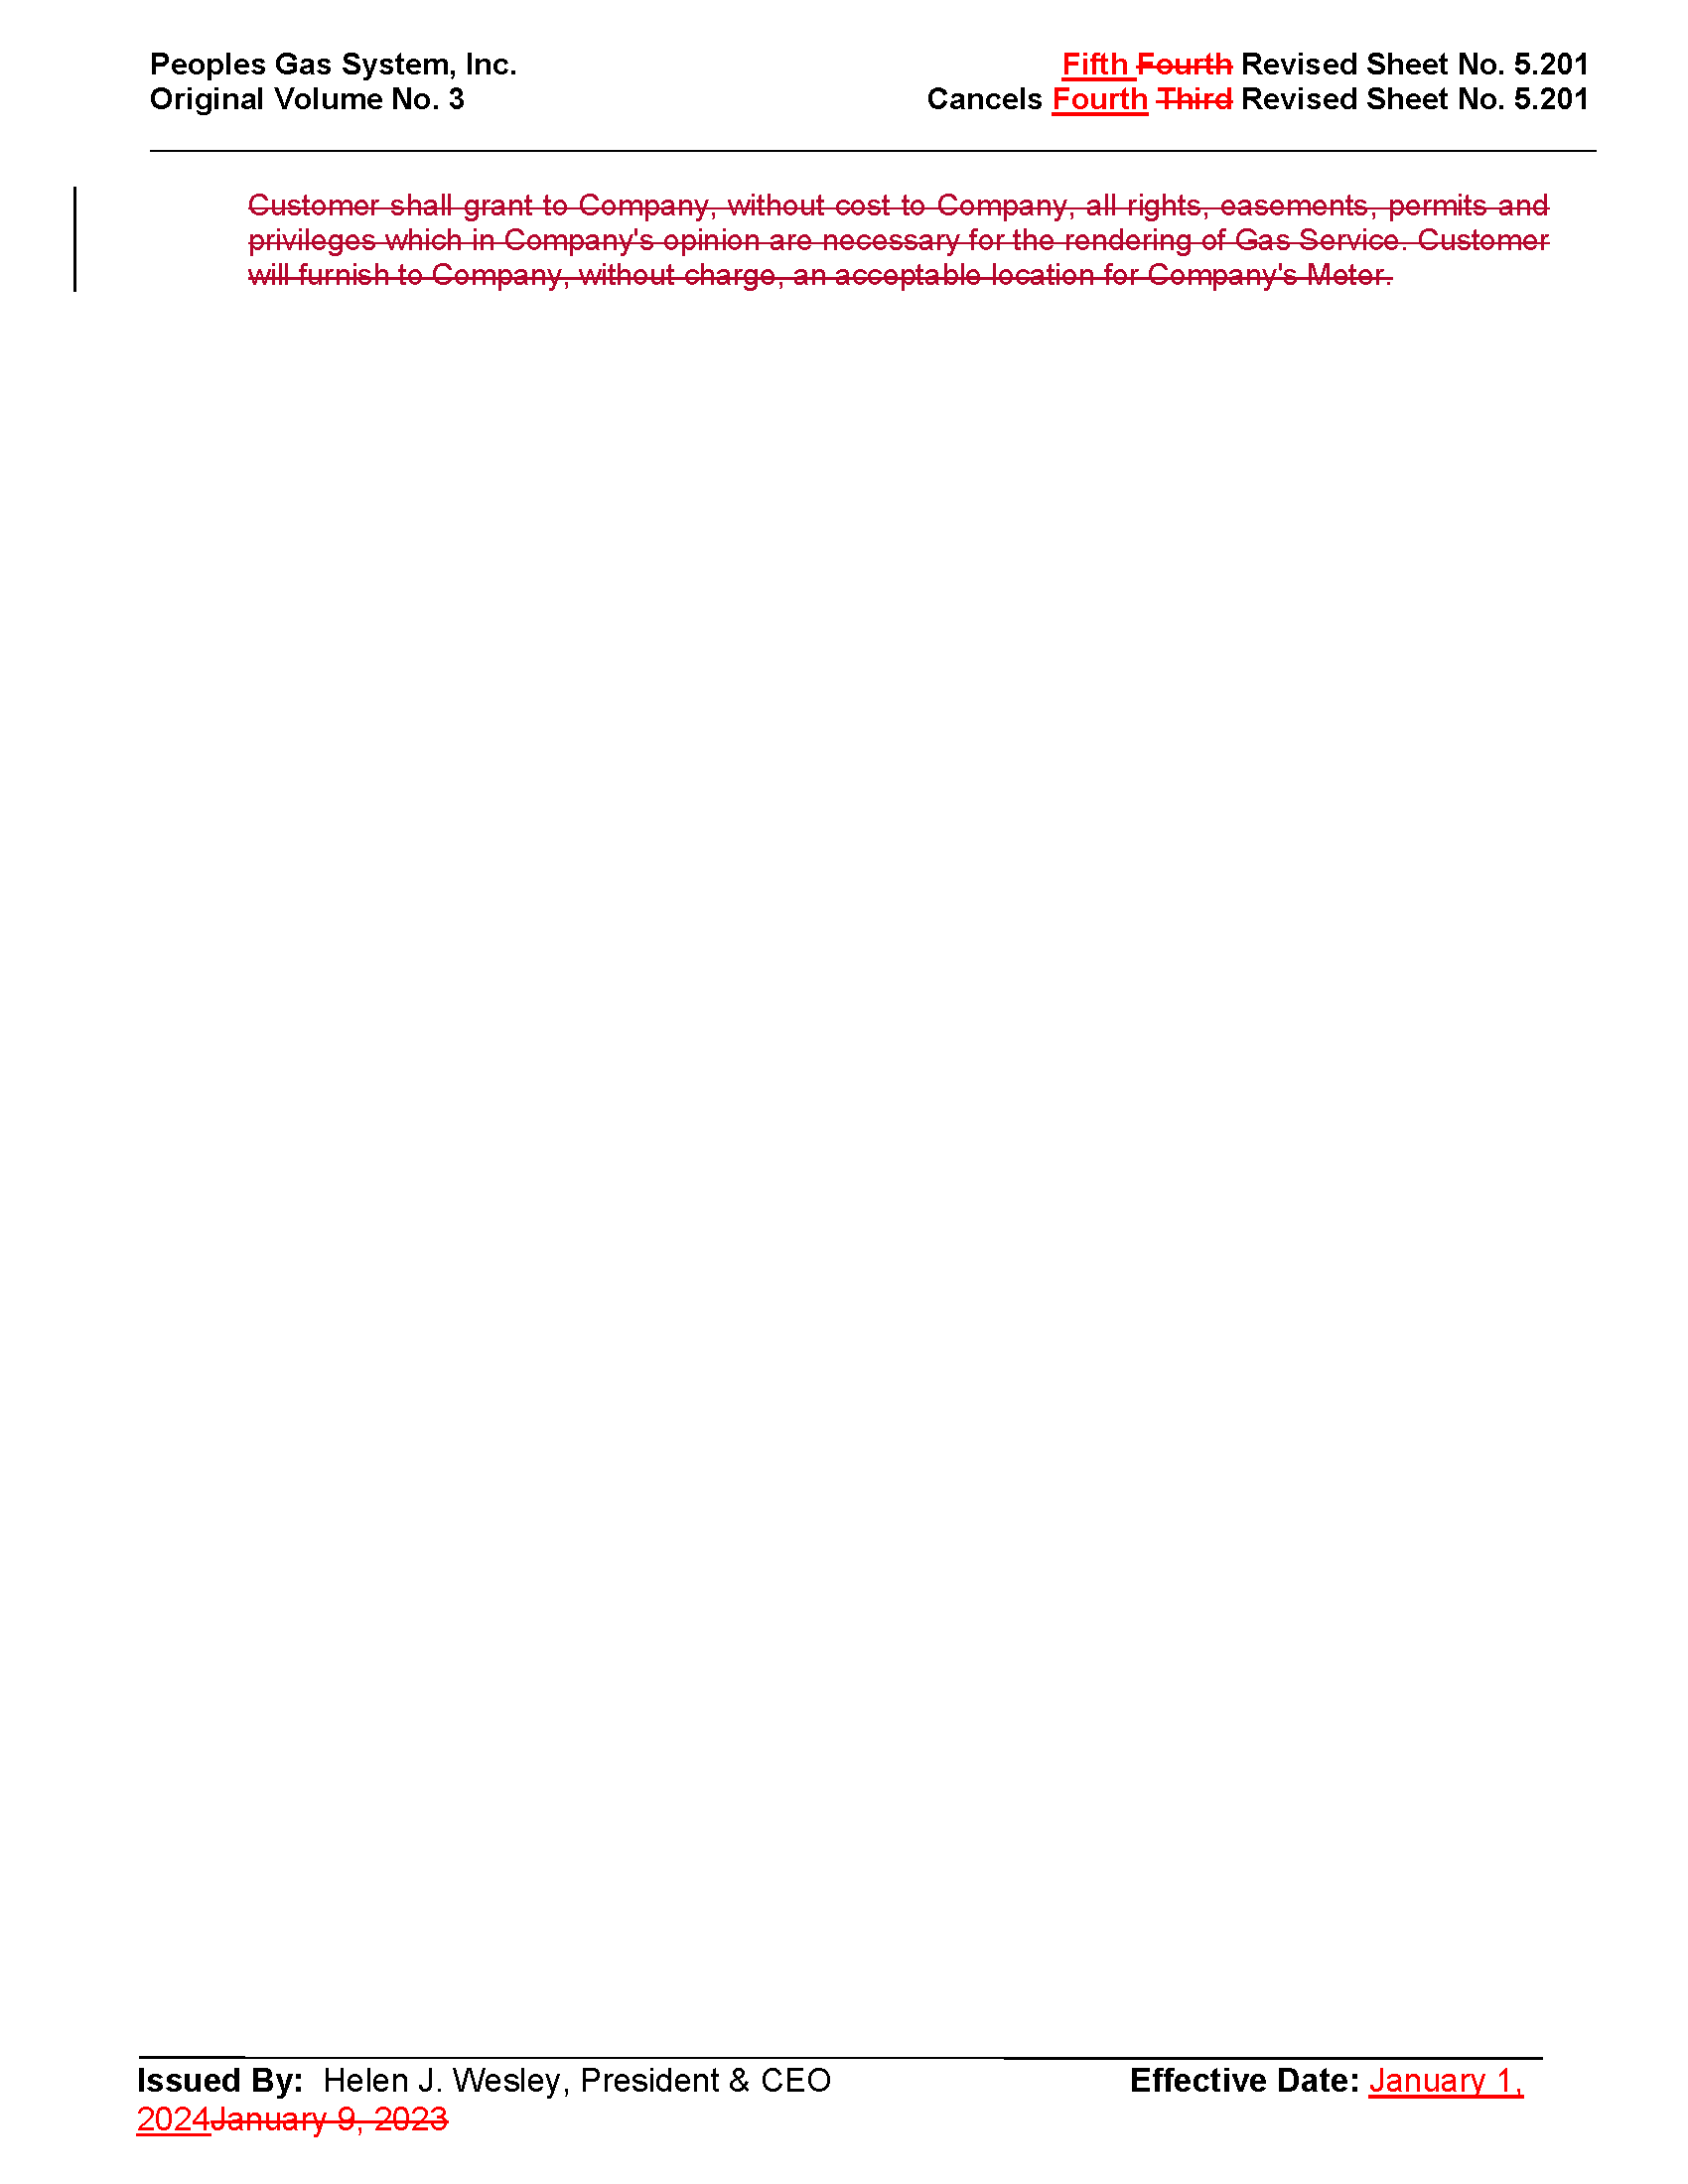 Peoples Gas System, Inc.
Original Volume No. 3
Fifth Fourth Revised Sheet No. 5.201
Cancels Fourth Third Revised Sheet No. 5.201
Customer shall grant to Company, without cost to Company, all rights, easements, permits and
privileges which in Company's opinion are necessary for the rendering of Gas Service. Customer
will furnish to Company, without charge, an acceptable location for Company's Meter.
Issued By: Helen J. Wesley, President & CEO Effective Date: January 1,
2024January 9, 2023